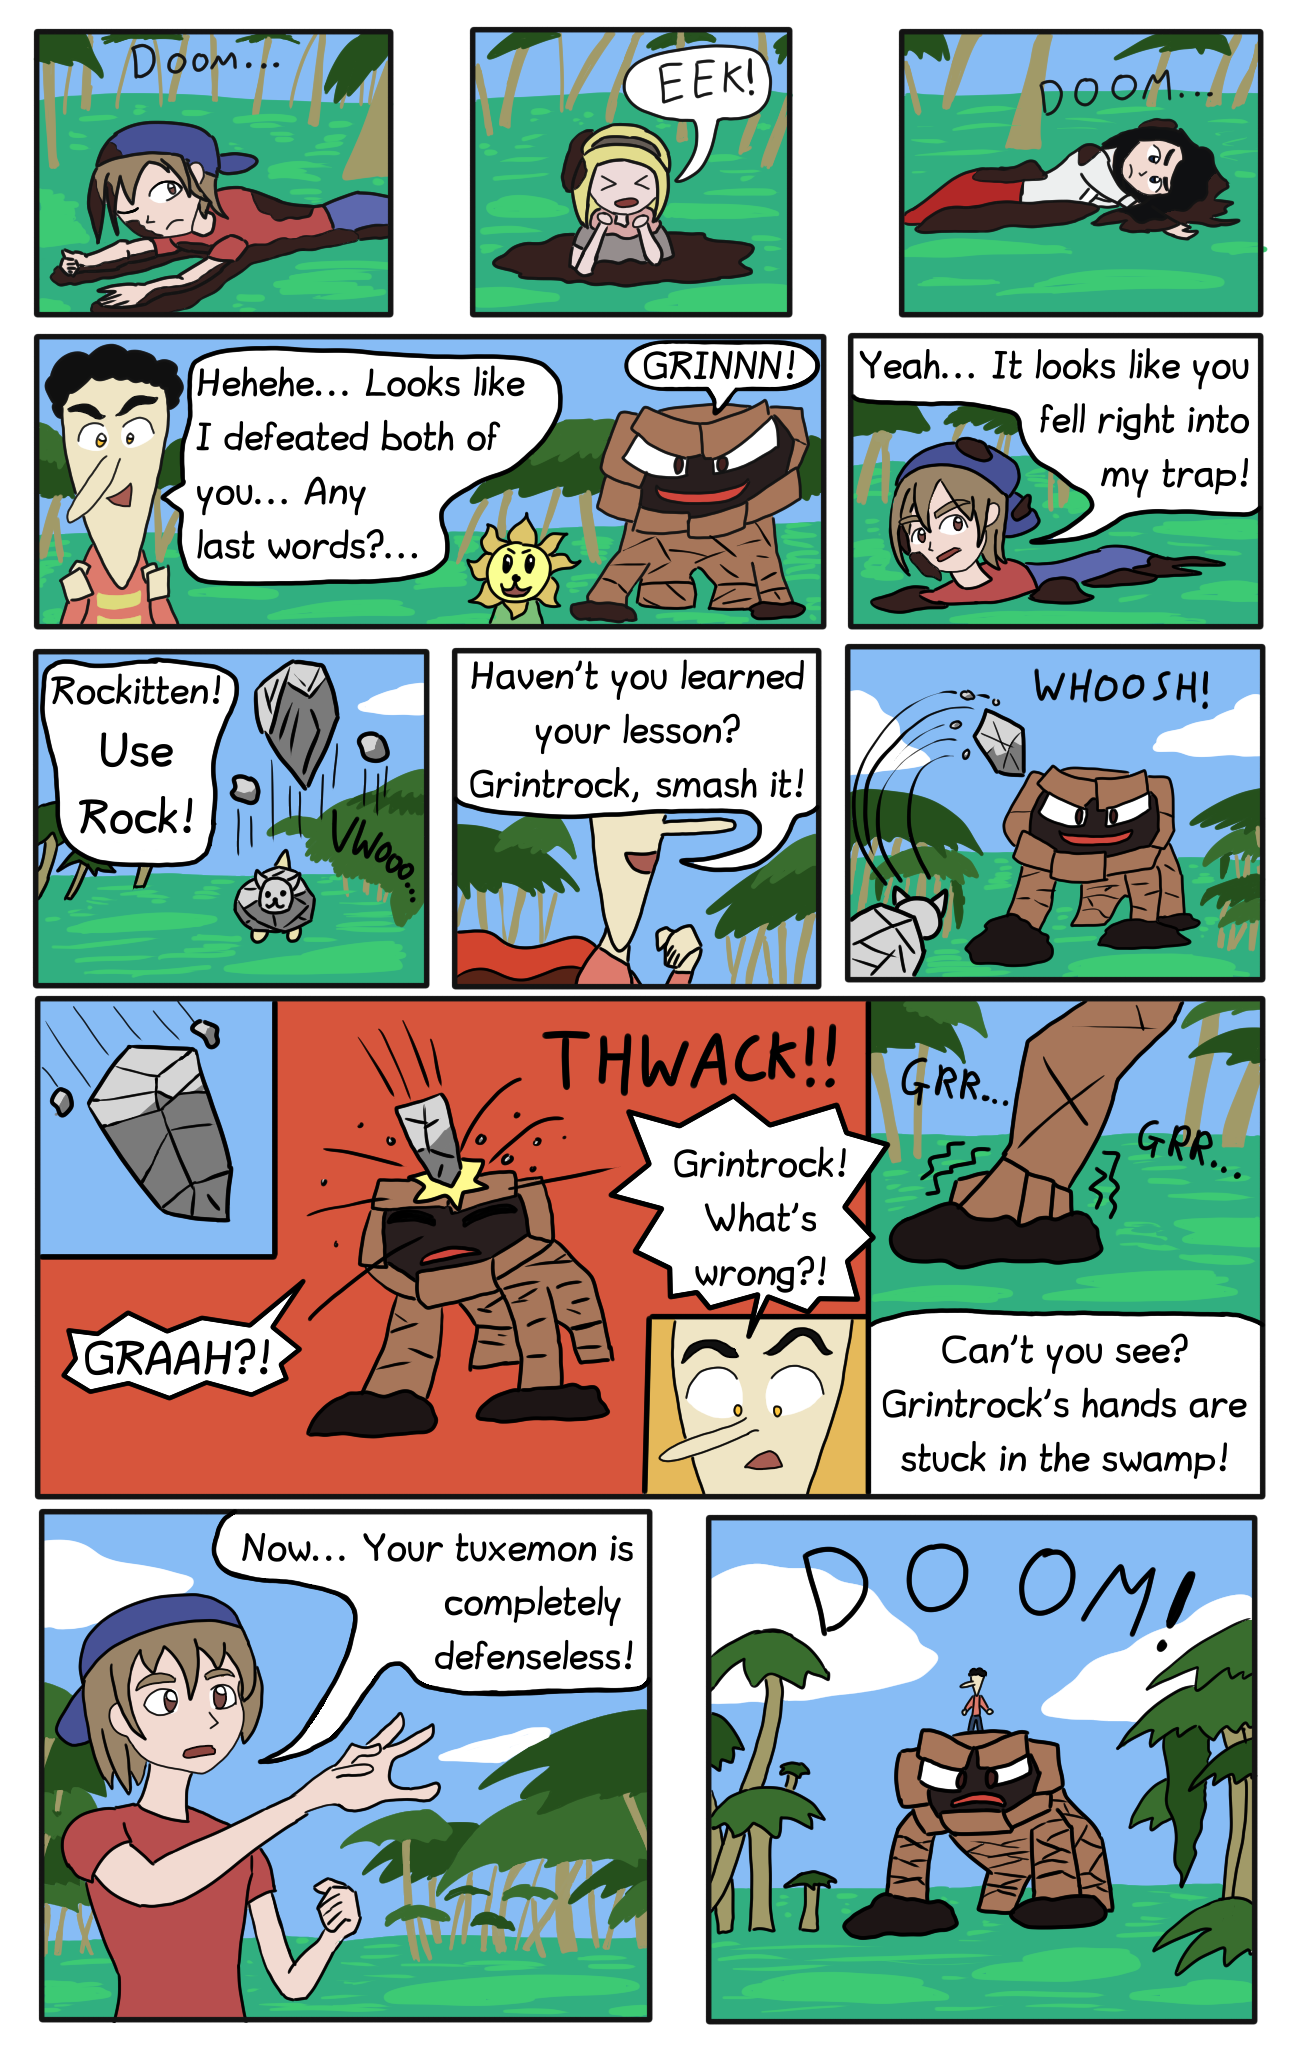 DOOM...
EEK!
DOOM...
Hehehe... Looks like
I defeated both of
you... Any
last words?...
GRINNN!
Yeah... It looks like you
fell right into
my trap!
Rockitten!
Use
Rock!
VWOOO...
Haven't you learned
your lesson?
Grintrock, smash it!
WHOOSH!
THWACK!!
GRAAH?!
Grintrock!
What's
wrong?!
GRR...
GRR...
Can't you see?
Grintrock's hands are
stuck in the swamp!
Now... Your tuxemon is
completely
defenseless!
DOOM!